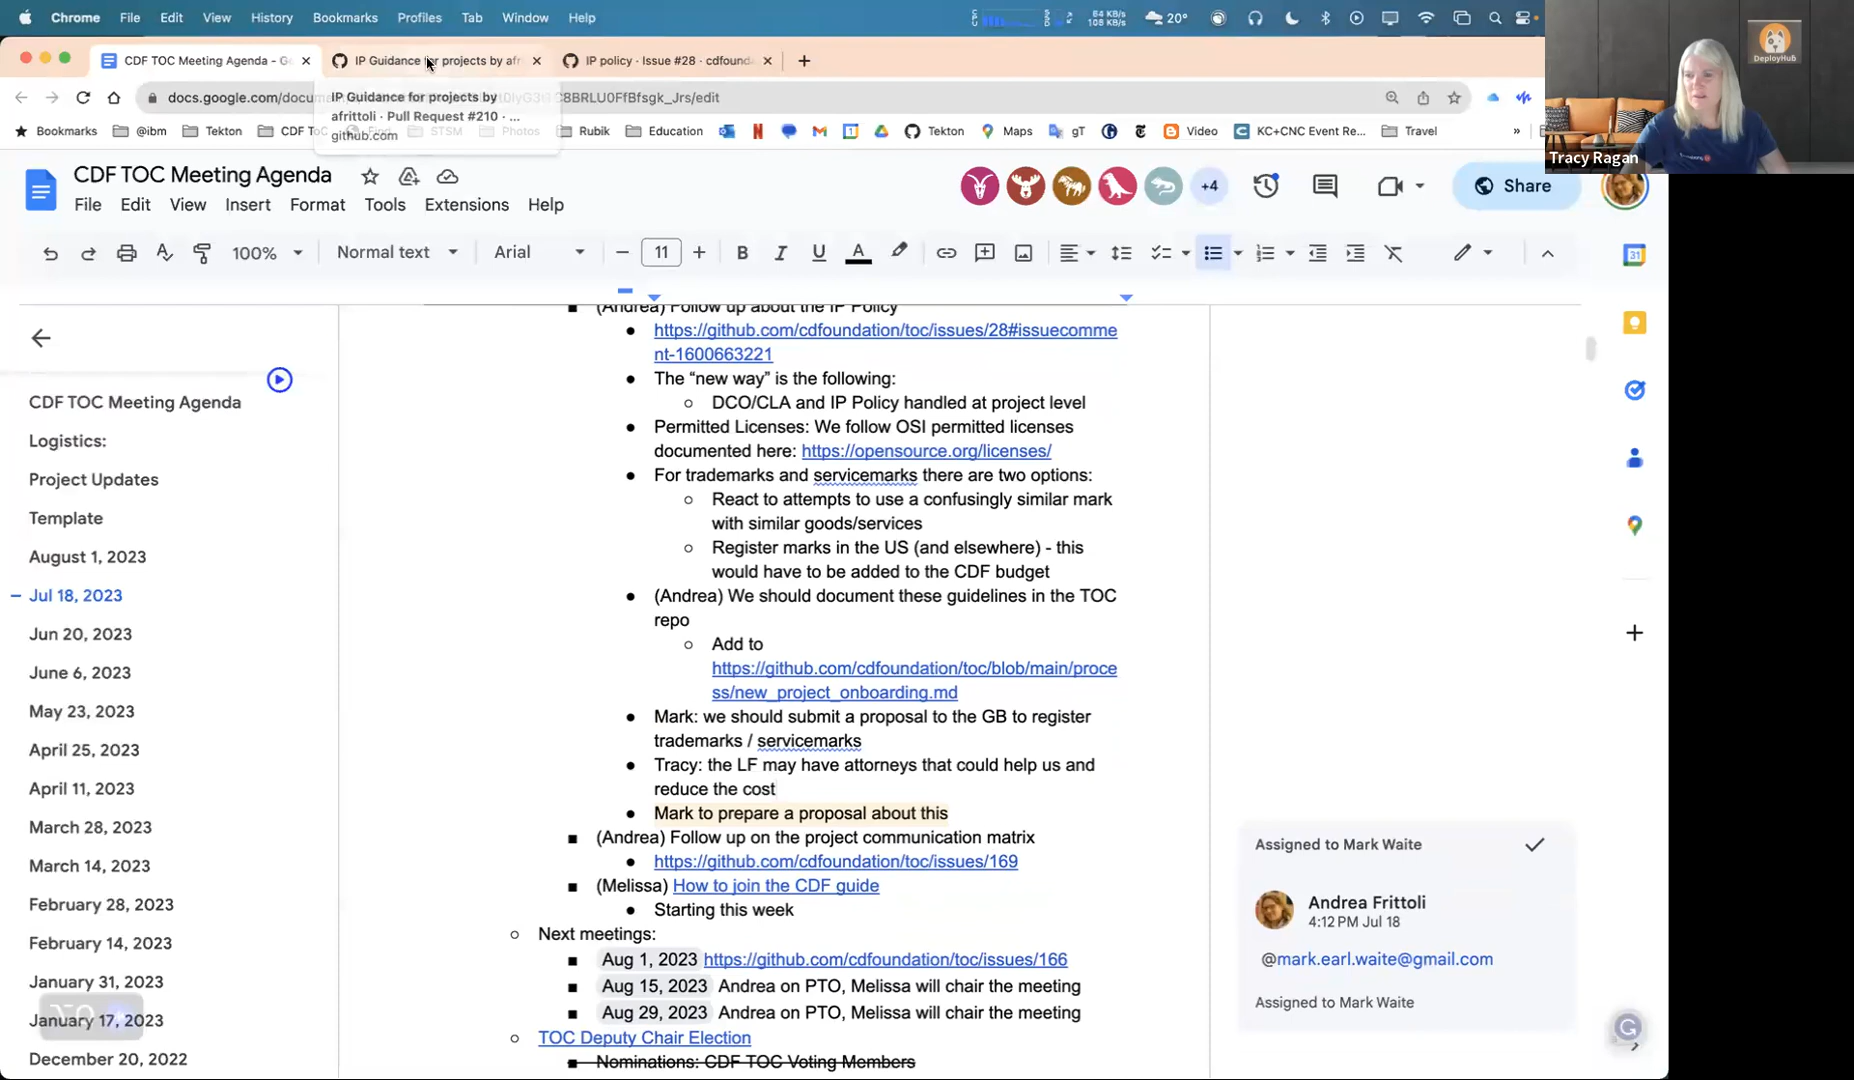 Chrome File Edit View History Bookmarks Profiles Tab Window Help
84 KB/s
108 KB/s
20°
CDF TOC Meeting Agenda - G
IP Guidance for projects by afr
IP policy · Issue #28 · cdfound
docs.google.com/docum
C8BRLU0FfBfsgk_Jrs/edit
IP Guidance for projects by
afrittoli · Pull Request #210 · ...
github.com
Bookmarks @ibm Tekton CDF TOC STSM Photos Rubik Education Tekton Maps gT Video KC+CNC Event Re... Travel »
DeployHub
Tracy Ragan
CDF TOC Meeting Agenda
+4
Share
File Edit View Insert Format Tools Extensions Help
100% Normal text Arial 11
CDF TOC Meeting Agenda
Logistics:
Project Updates
Template
August 1, 2023
Jul 18, 2023
Jun 20, 2023
June 6, 2023
May 23, 2023
April 25, 2023
April 11, 2023
March 28, 2023
March 14, 2023
February 28, 2023
February 14, 2023
January 31, 2023
January 17, 2023
December 20, 2022
■ (Andrea) Follow up about the IP Policy
● https://github.com/cdfoundation/toc/issues/28#issuecomme
nt-1600663221
● The “new way” is the following:
○ DCO/CLA and IP Policy handled at project level
● Permitted Licenses: We follow OSI permitted licenses
documented here: https://opensource.org/licenses/
● For trademarks and servicemarks there are two options:
○ React to attempts to use a confusingly similar mark
with similar goods/services
○ Register marks in the US (and elsewhere) - this
would have to be added to the CDF budget
● (Andrea) We should document these guidelines in the TOC
repo
○ Add to
https://github.com/cdfoundation/toc/blob/main/proce
ss/new_project_onboarding.md
● Mark: we should submit a proposal to the GB to register
trademarks / servicemarks
● Tracy: the LF may have attorneys that could help us and
reduce the cost
● Mark to prepare a proposal about this
■ (Andrea) Follow up on the project communication matrix
● https://github.com/cdfoundation/toc/issues/169
■ (Melissa) How to join the CDF guide
● Starting this week
○ Next meetings:
■ Aug 1, 2023 https://github.com/cdfoundation/toc/issues/166
■ Aug 15, 2023 Andrea on PTO, Melissa will chair the meeting
■ Aug 29, 2023 Andrea on PTO, Melissa will chair the meeting
○ TOC Deputy Chair Election
■ Nominations: CDF TOC Voting Members
Assigned to Mark Waite
Andrea Frittoli
4:12 PM Jul 18
@mark.earl.waite@gmail.com
Assigned to Mark Waite